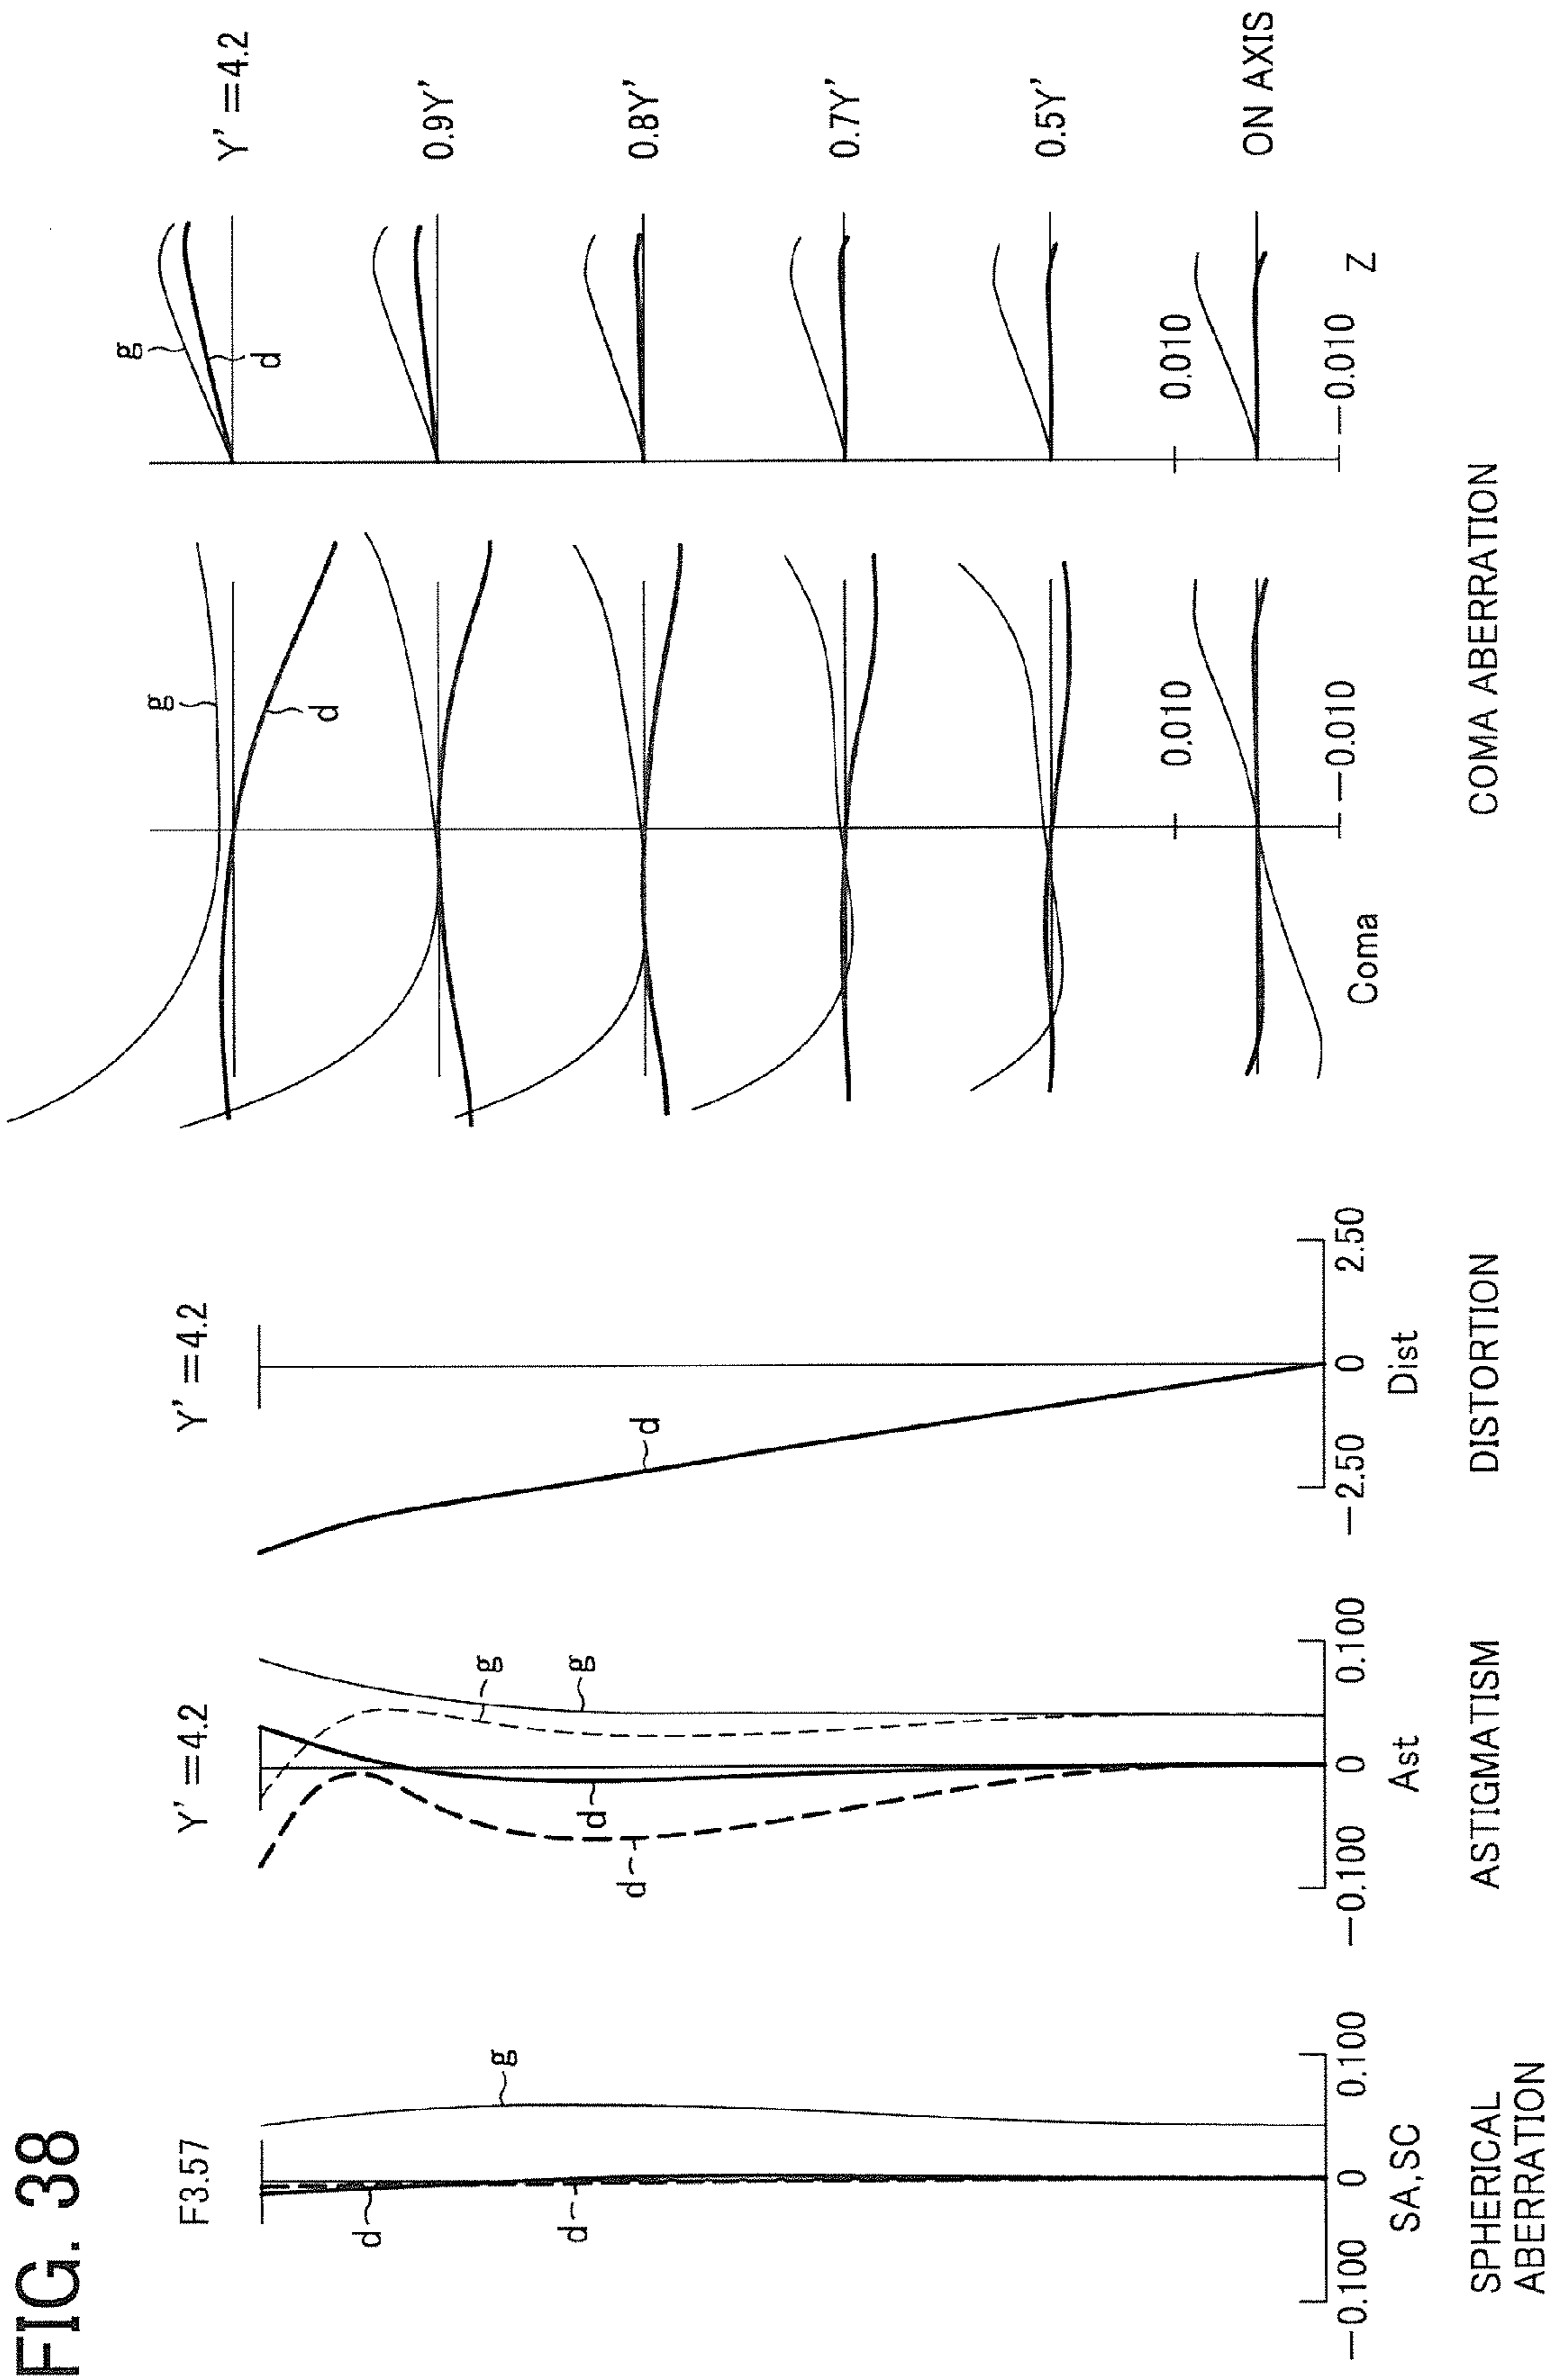 FIG. 38
F3.57
g
d
d
−0.100
0
0.100
SA,SC
SPHERICAL
ABERRATION
Y' =4.2
g
g
d
d
−0.100
0
0.100
Ast
ASTIGMATISM
Y' =4.2
d
−2.50
0
2.50
Dist
DISTORTION
g
d
0.010
−0.010
Coma
g
d
0.010
−0.010
Z
Y' =4.2
0.9Y'
0.8Y'
0.7Y'
0.5Y'
ON AXIS
COMA ABERRATION